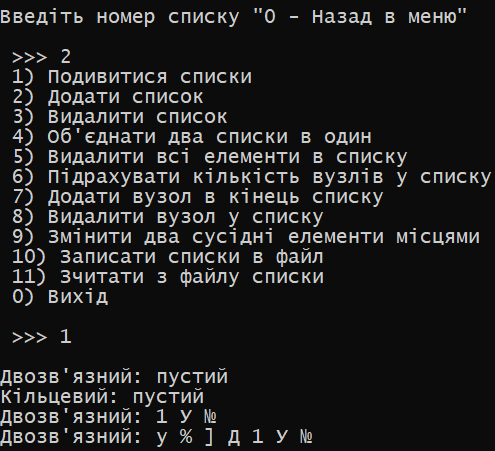 Введіть номер списку "0 - Назад в меню"
>>> 2
1) Подивитися списки
2) Додати список
3) Видалити список
4) Об'єднати два списки в один
5) Видалити всі елементи в списку
6) Підрахувати кількість вузлів у списку
7) Додати вузол в кінець списку
8) Видалити вузол у списку
9) Змінити два сусідні елементи місцями
10) Записати списки в файл
11) Зчитати з файлу списки
0) Вихід
>>> 1
Двозв'язний: пустий
Кільцевий: пустий
Двозв'язний: 1 У №
Двозв'язний: у % ] Д 1 У №